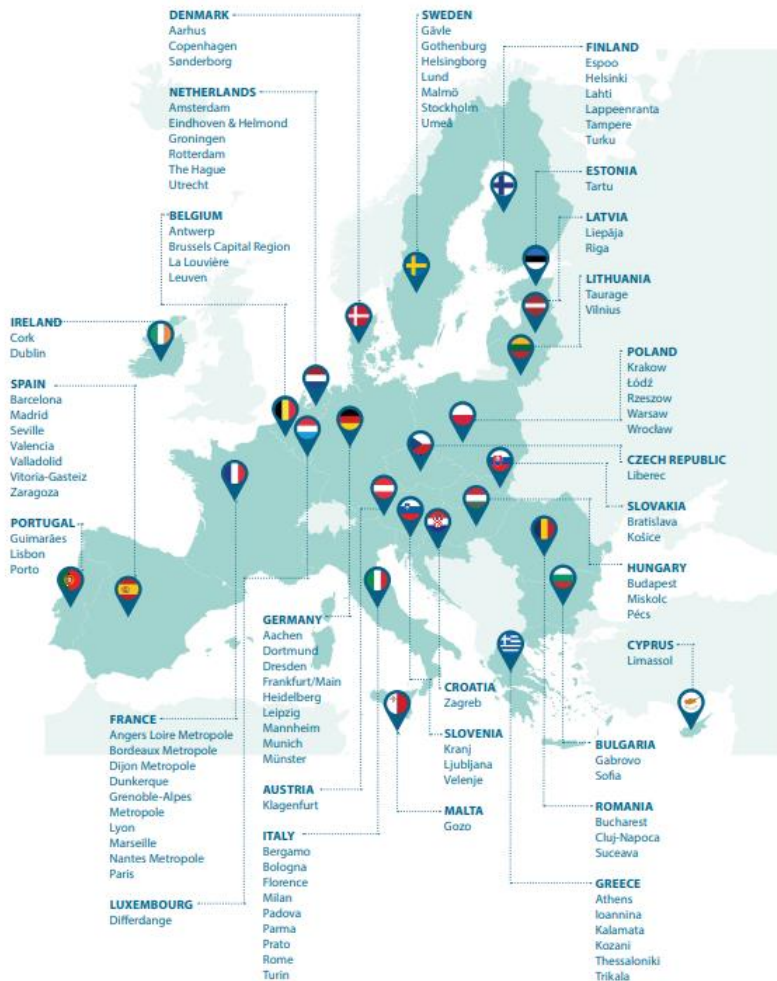 DENMARK
Aarhus
Copenhagen
Sønderborg
NETHERLANDS
Amsterdam
Eindhoven & Helmond
Groningen
Rotterdam
The Hague
Utrecht
BELGIUM
Antwerp
Brussels Capital Region
La Louvière
Leuven
SWEDEN
Gävle
Gothenburg
Helsingborg
Lund
Malmö
Stockholm
Umeå
FINLAND
Espoo
Helsinki
Lahti
Lappeenranta
Tampere
Turku
ESTONIA
Tartu
LATVIA
Liepāja
Riga
LITHUANIA
Taurage
Vilnius
IRELAND
Cork
Dublin
SPAIN
Barcelona
Madrid
Seville
Valencia
Valladolid
Vitoria-Gasteiz
Zaragoza
PORTUGAL
Guimarães
Lisbon
Porto
POLAND
Krakow
Łódź
Rzeszow
Warsaw
Wrocław
CZECH REPUBLIC
Liberec
SLOVAKIA
Bratislava
Košice
HUNGARY
Budapest
Miskolc
Pécs
CYPRUS
Limassol
FRANCE
Angers Loire Metropole
Bordeaux Metropole
Dijon Metropole
Dunkerque
Grenoble-Alpes
Metropole
Lyon
Marseille
Nantes Metropole
Paris
LUXEMBOURG
Differdange
GERMANY
Aachen
Dortmund
Dresden
Frankfurt/Main
Heidelberg
Leipzig
Mannheim
Munich
Münster
AUSTRIA
Klagenfurt
ITALY
Bergamo
Bologna
Florence
Milan
Padova
Parma
Prato
Rome
Turin
CROATIA
Zagreb
SLOVENIA
Kranj
Ljubljana
Velenje
MALTA
Gozo
BULGARIA
Gabrovo
Sofia
ROMANIA
Bucharest
Cluj-Napoca
Suceava
GREECE
Athens
Ioannina
Kalamata
Kozani
Thessaloniki
Trikala